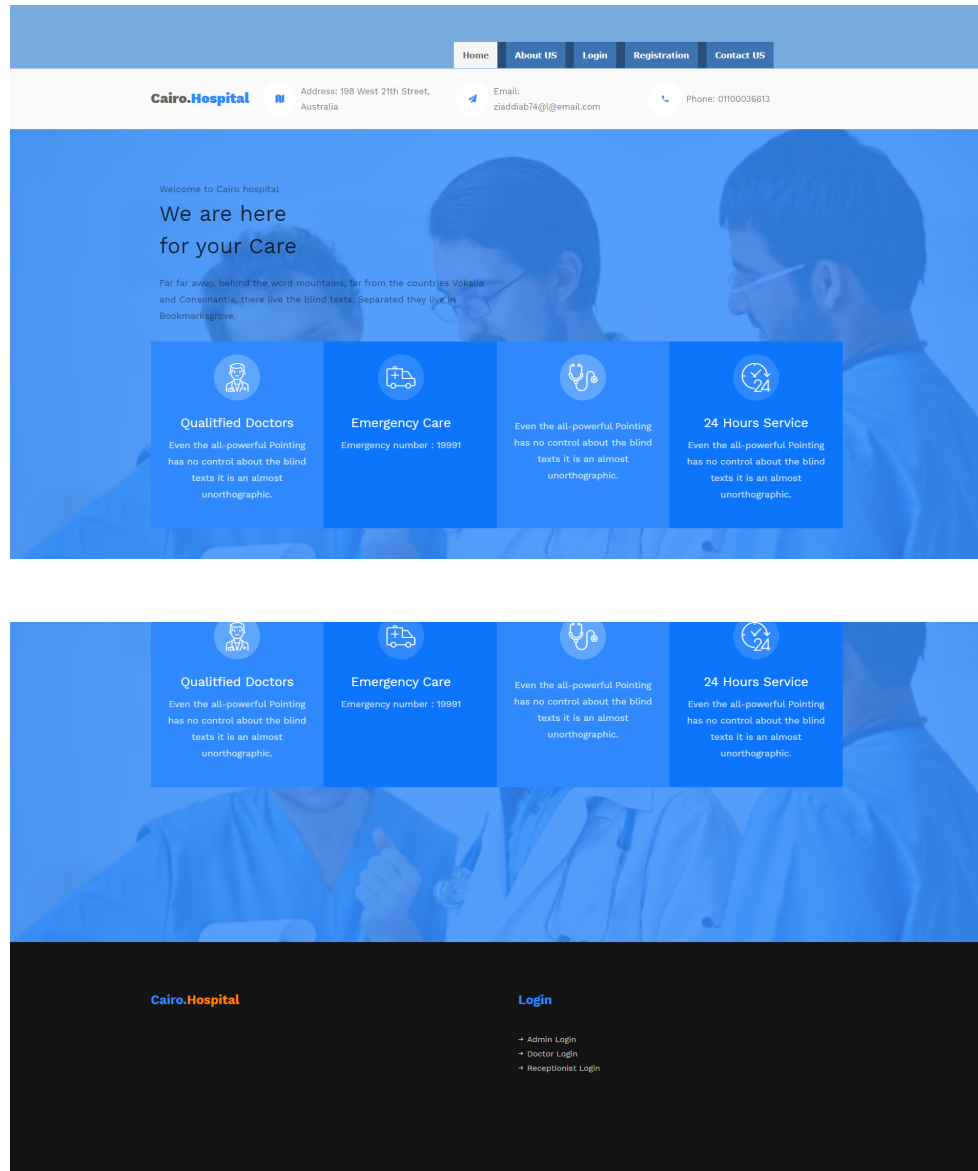 Home About US Login Registration Contact US
Cairo.Hospital
Address: 198 West 21th Street,
Australia
Email:
ziaddiab74@l@email.com
Phone: 01100036613
Welcome to Cairo hospital
We are here
for your Care
Far far away, behind the word mountains, far from the countries Vokalia
and Consonantia, there live the blind texts. Separated they live in
Bookmarksgrove.
Qualitfied Doctors
Even the all-powerful Pointing
has no control about the blind
texts it is an almost
unorthographic.
Emergency Care
Emergency number : 19991
Even the all-powerful Pointing
has no control about the blind
texts it is an almost
unorthographic.
24
24 Hours Service
Even the all-powerful Pointing
has no control about the blind
texts it is an almost
unorthographic.
Qualitfied Doctors
Even the all-powerful Pointing
has no control about the blind
texts it is an almost
unorthographic.
Emergency Care
Emergency number : 19991
Even the all-powerful Pointing
has no control about the blind
texts it is an almost
unorthographic.
24
24 Hours Service
Even the all-powerful Pointing
has no control about the blind
texts it is an almost
unorthographic.
Cairo.Hospital
Login
→ Admin Login
→ Doctor Login
→ Receptionist Login